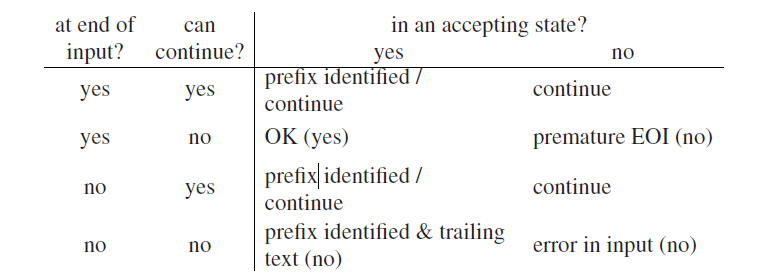 at end of can in an accepting state?
input? continue? yes no
yes yes prefix identified / continue
continue
yes no OK (yes) premature EOI (no)
no yes prefix identified / continue
continue
no no prefix identified & trailing error in input (no)
text (no)